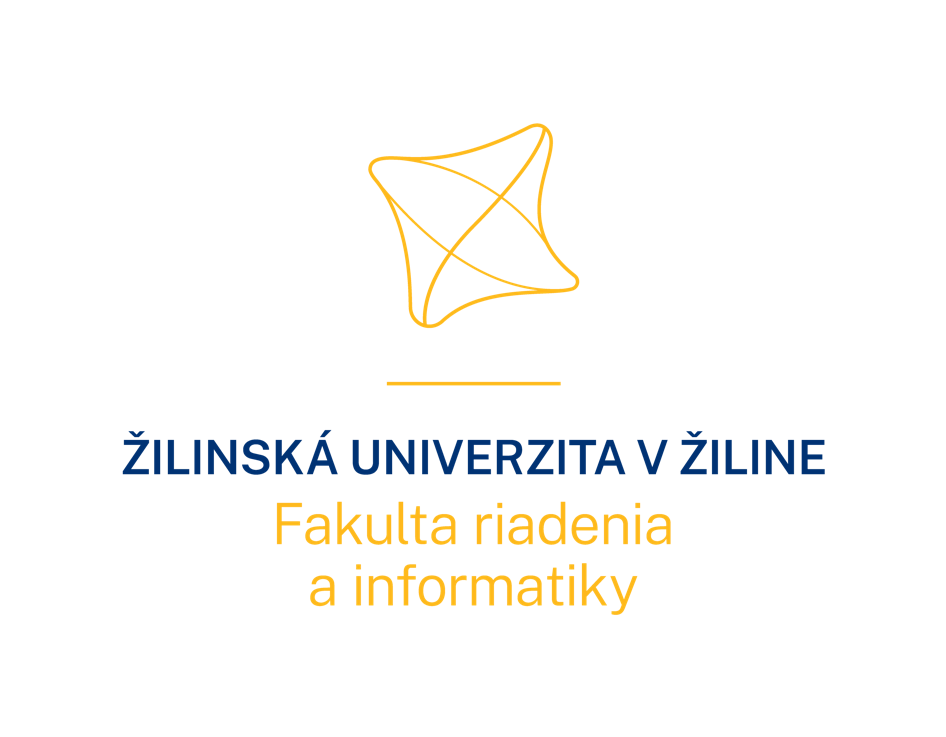 ŽILINSKÁ UNIVERZITA V ŽILINE
Fakulta riadenia
a informatiky